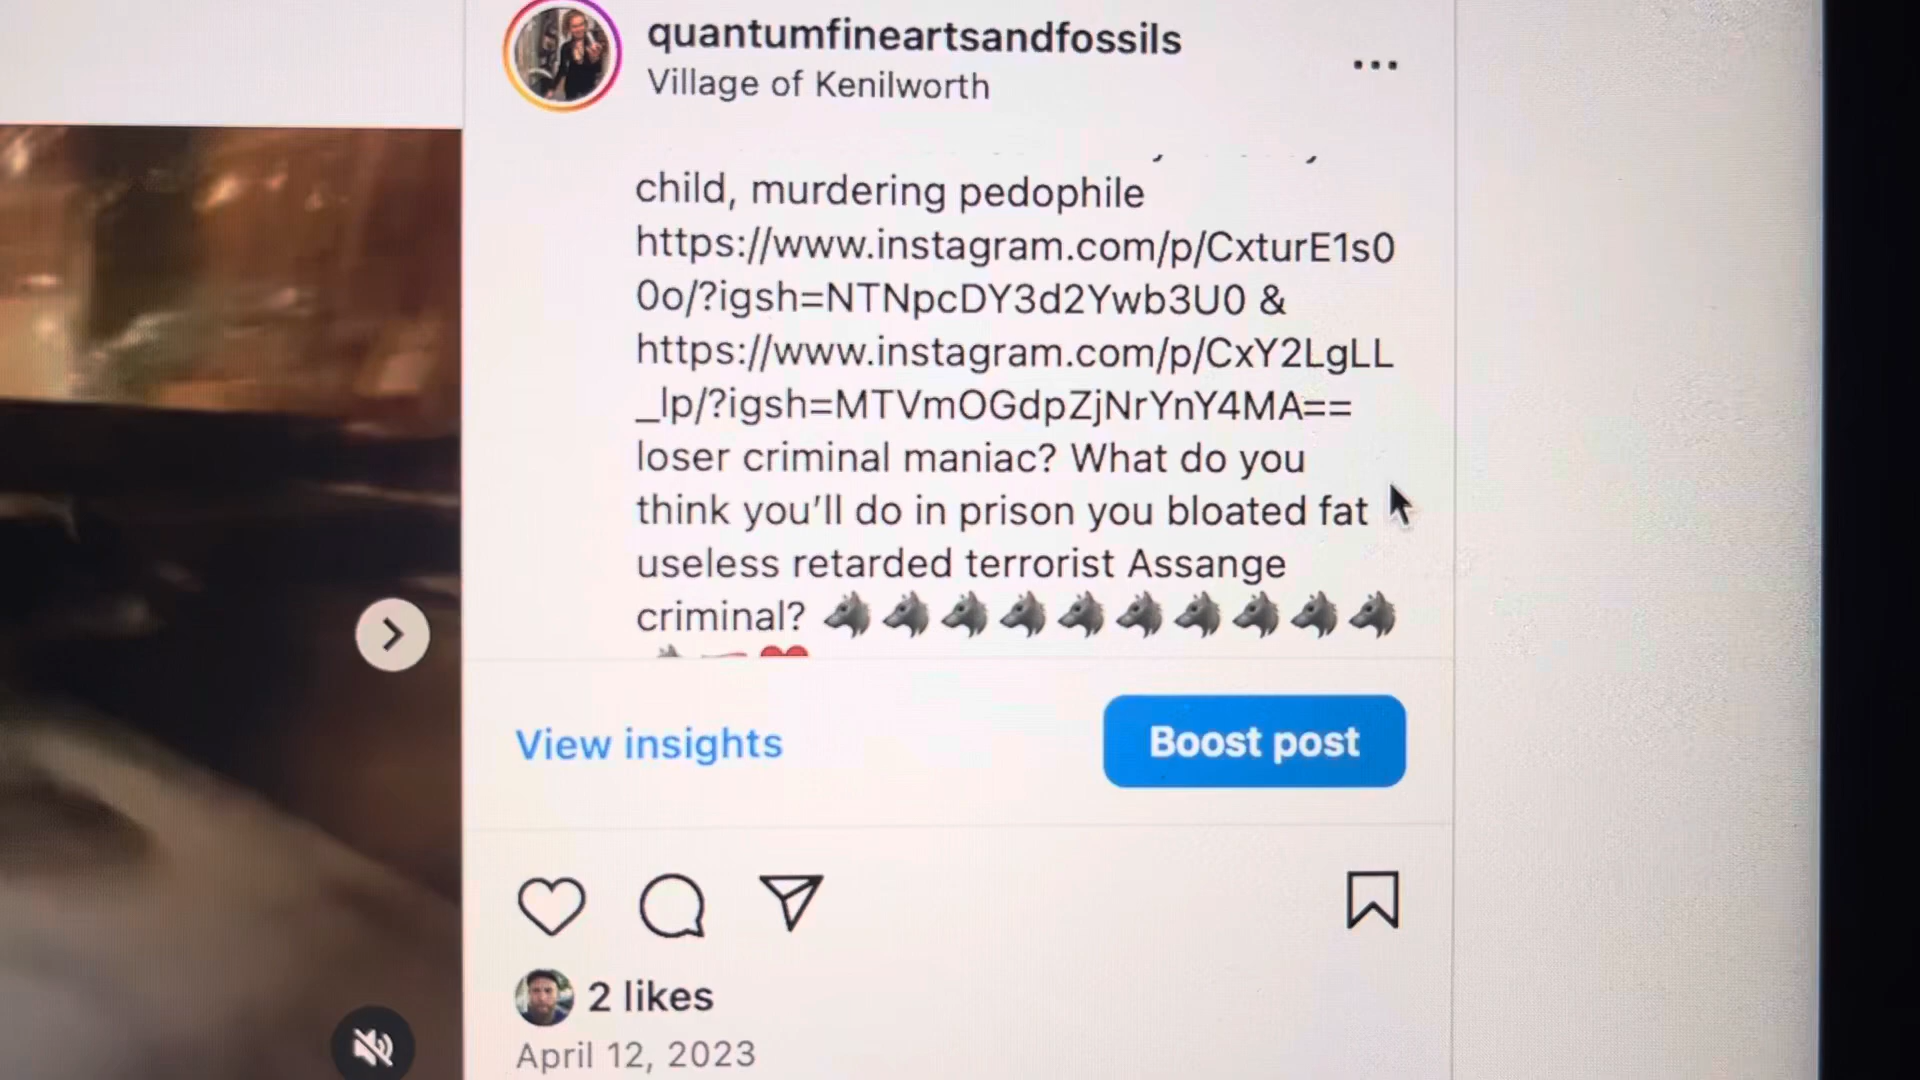 quantumfineartsandfossils
Village of Kenilworth
child, murdering pedophile
https://www.instagram.com/p/CxturE1s0
0o/?igsh=NTNpcDY3d2Ywb3U0 &
https://www.instagram.com/p/CxY2LgLL
_lp/?igsh=MTVmOGdpZjNrYnY4MA==
loser criminal maniac? What do you
think you'll do in prison you bloated fat
useless retarded terrorist Assange
criminal? 🐺🐺🐺🐺🐺🐺🐺🐺🐺🐺
View insights
Boost post
2 likes
April 12, 2023